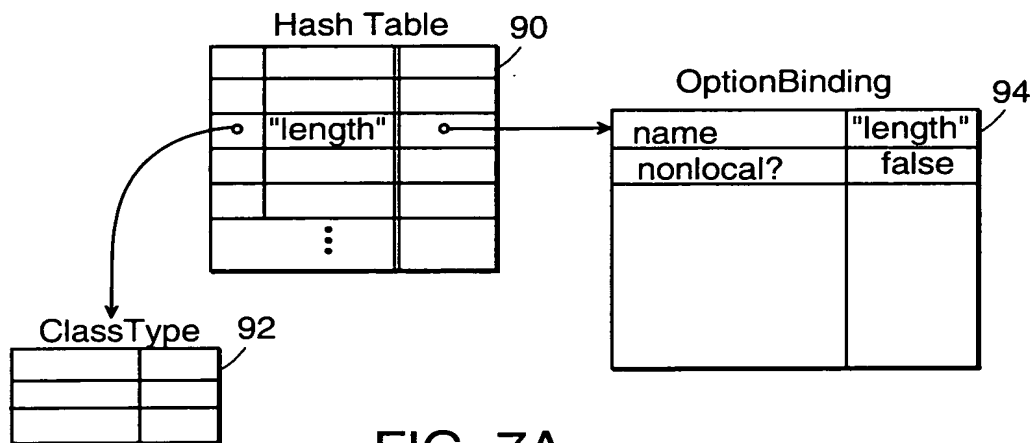 Hash Table
90
"length"
OptionBinding
94
name "length"
nonlocal? false
ClassType
92
FIG. 7A